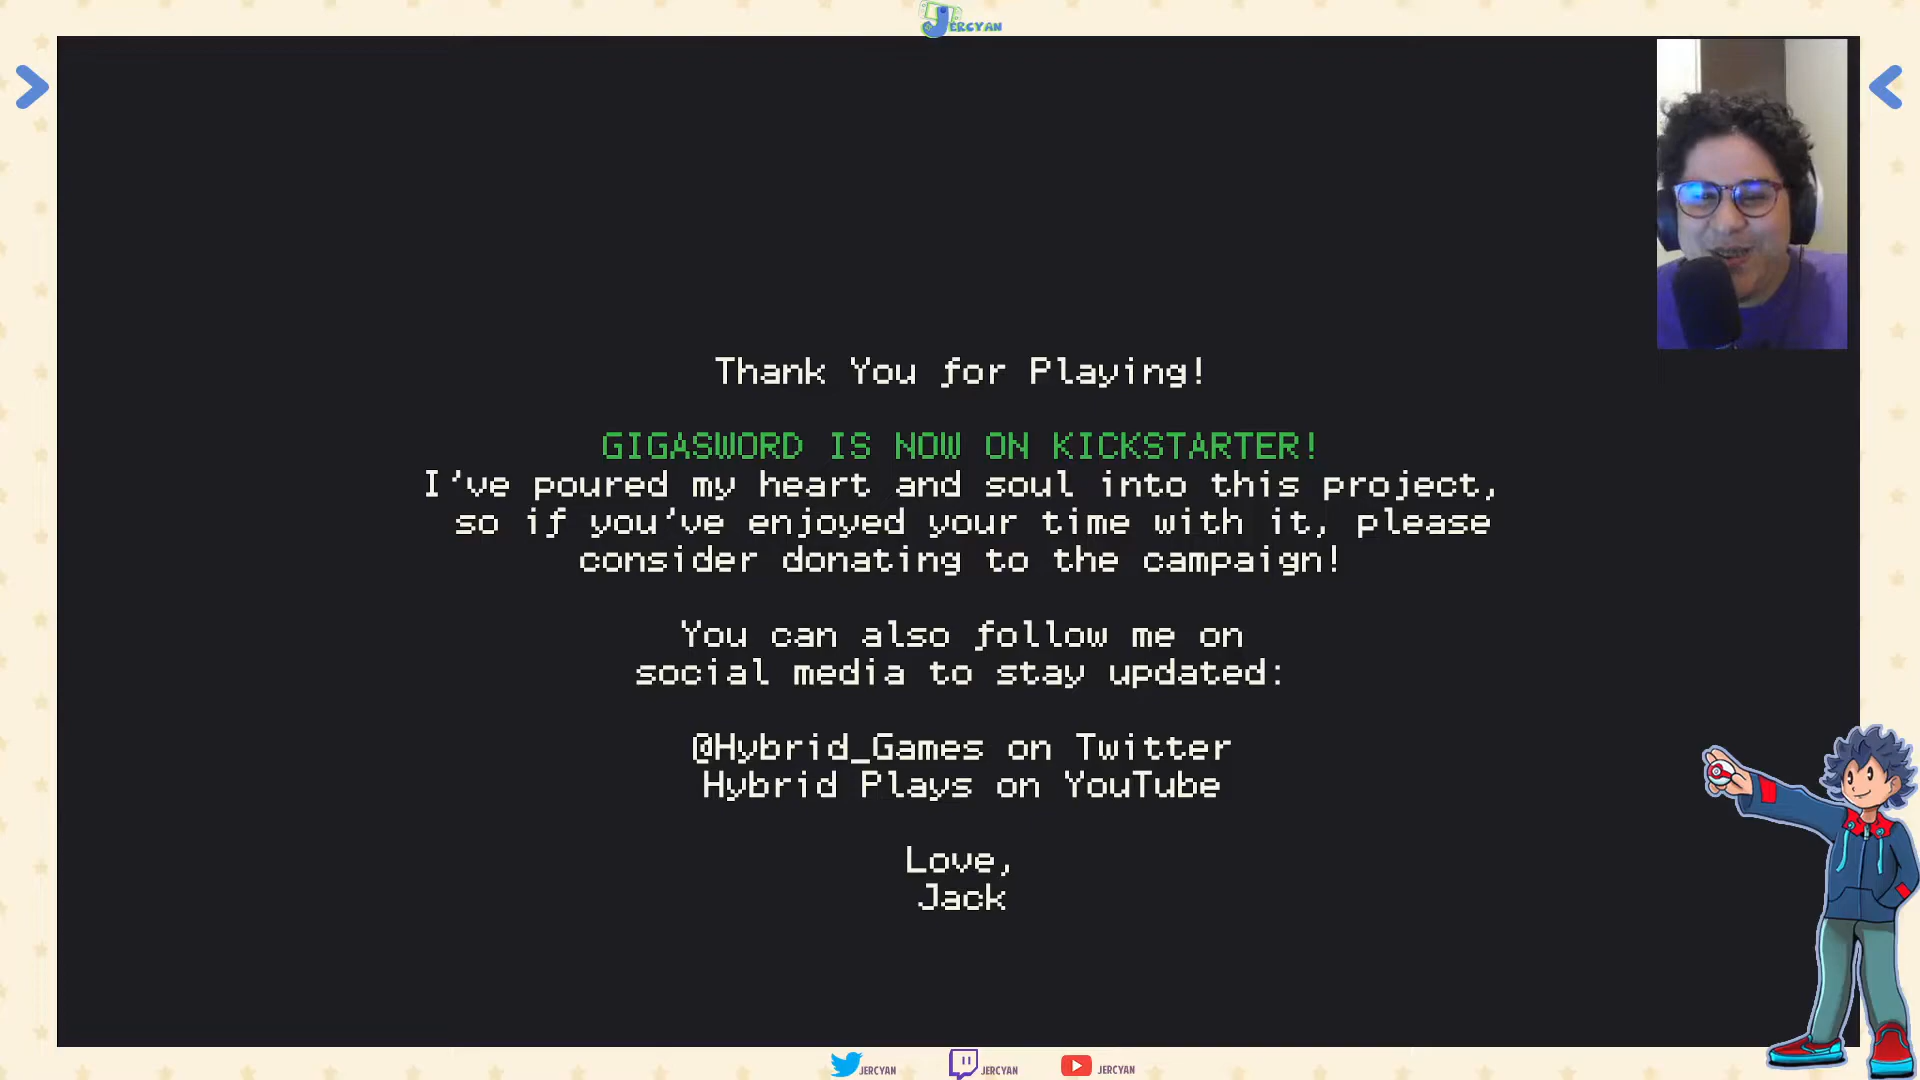 JERCYAN
Thank You for Playing!
GIGASWORD IS NOW ON KICKSTARTER!
I've poured my heart and soul into this project,
so if you've enjoyed your time with it, please
consider donating to the campaign!
You can also follow me on
social media to stay updated:
@Hybrid_Games on Twitter
Hybrid Plays on YouTube
Love,
Jack
JERCYAN JERCYAN JERCYAN